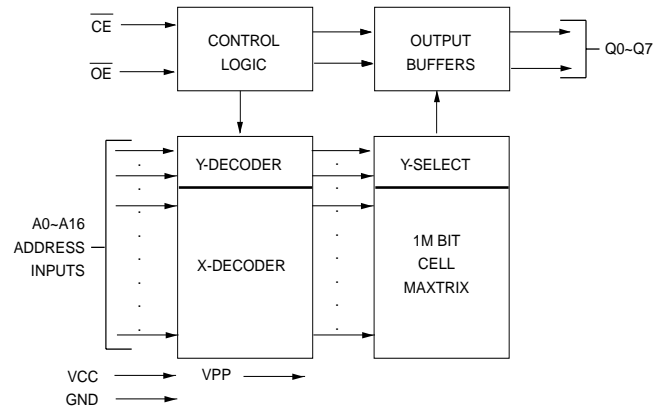 CE
CONTROL
LOGIC
OUTPUT
BUFFERS
Q0~Q7
OE
Y-DECODER
Y-SELECT
A0~A16
ADDRESS
INPUTS
X-DECODER
1M BIT
CELL
MAXTRIX
VCC
VPP
GND